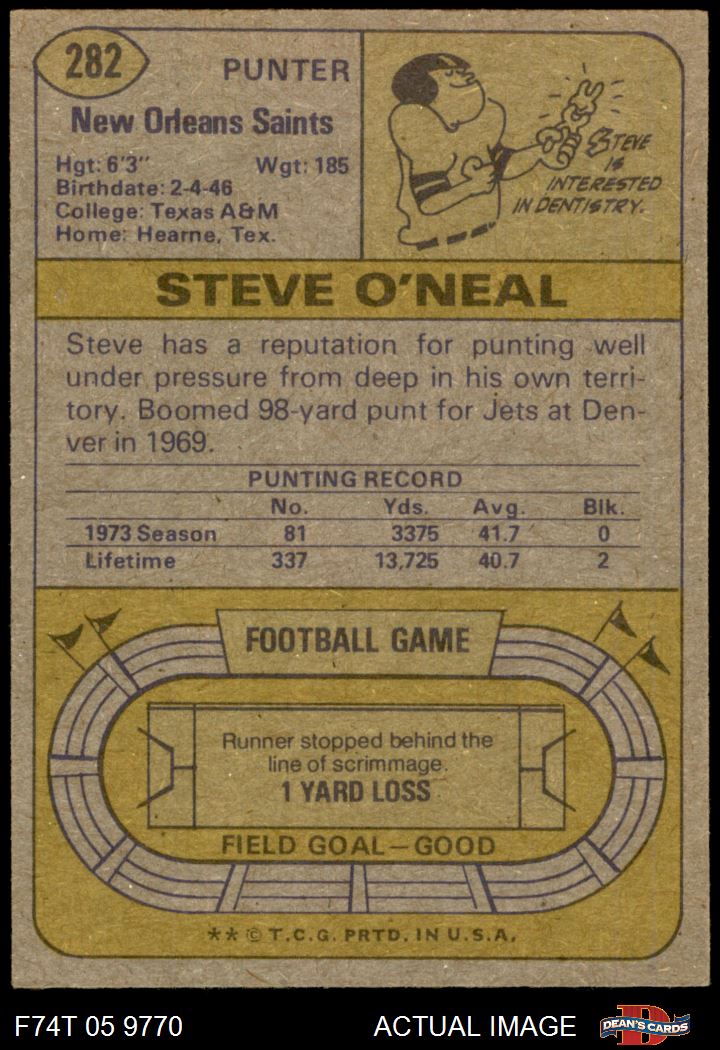 282
PUNTER
New Orleans Saints
Hgt: 6'3" Wgt: 185
Birthdate: 2-4-46
College: Texas A&M
Home: Hearne, Tex.
STEVE
IS
INTERESTED
IN DENTISTRY.
STEVE O'NEAL
Steve has a reputation for punting well
under pressure from deep in his own terri-
tory. Boomed 98-yard punt for Jets at Den-
ver in 1969.
PUNTING RECORD
No. Yds. Avg. Blk.
1973 Season 81 3375 41.7 0
Lifetime 337 13,725 40.7 2
FOOTBALL GAME
Runner stopped behind the
line of scrimmage.
1 YARD LOSS
FIELD GOAL—GOOD
** © T.C.G. PRTD. IN U.S.A.
F74T 05 9770 ACTUAL IMAGE
DEAN'S CARDS